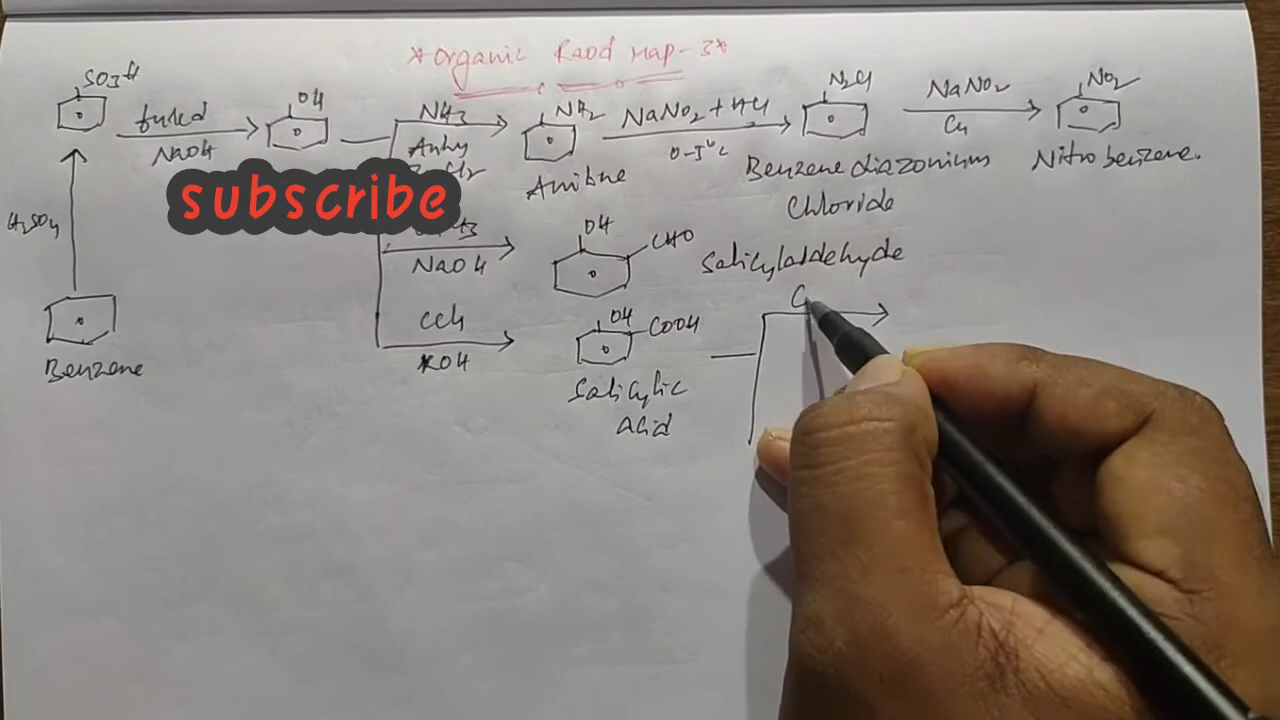 *Organic Raod Map-3*
SO3H
fused
NaOH
OH
NH3
Anhy
NH2
Aniline
NaNO2 + HCl
0-5°C
N2Cl
Benzene diazonium
Chloride
NaNO2
Cu
NO2
Nitrobenzene.
subscribe
H2SO4
Benzene
NaOH
OH
CHO
Salicylaldehyde
CCl4
KOH
OH
COOH
Salicylic
acid
C